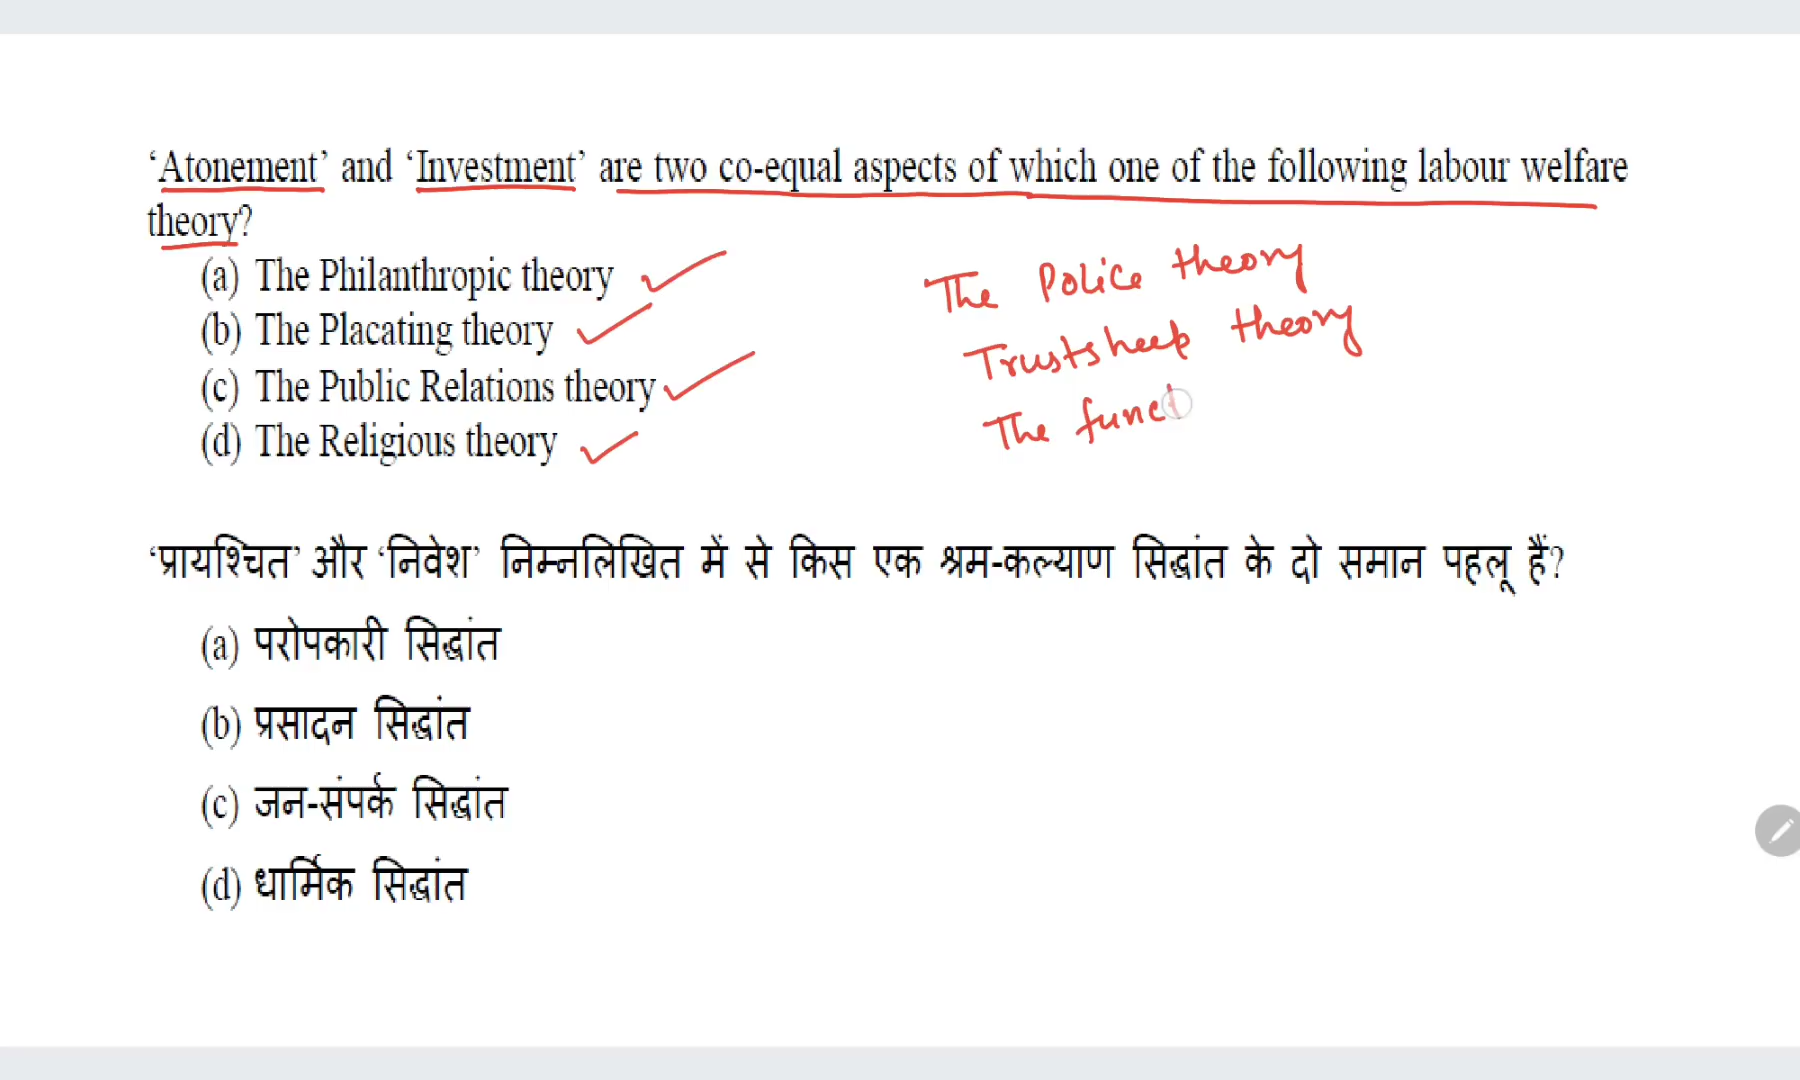 ‘Atonement’ and ‘Investment’ are two co-equal aspects of which one of the following labour welfare
theory?
(a) The Philanthropic theory
(b) The Placating theory
(c) The Public Relations theory
(d) The Religious theory
The Police theory
Trustsheep theory
The funct
‘प्रायश्चित’ और ‘निवेश’ निम्नलिखित में से किस एक श्रम-कल्याण सिद्धांत के दो समान पहलू हैं?
(a) परोपकारी सिद्धांत
(b) प्रसादन सिद्धांत
(c) जन-संपर्क सिद्धांत
(d) धार्मिक सिद्धांत